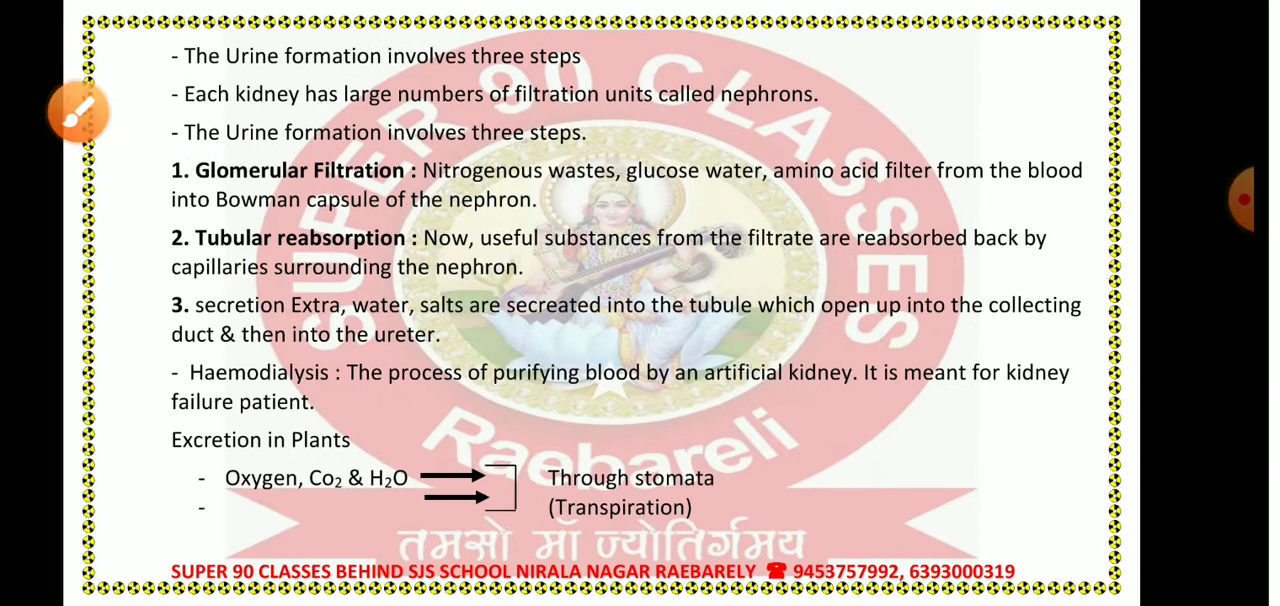 - The Urine formation involves three steps
- Each kidney has large numbers of filtration units called nephrons.
- The Urine formation involves three steps.
1. Glomerular Filtration : Nitrogenous wastes, glucose water, amino acid filter from the blood
into Bowman capsule of the nephron.
2. Tubular reabsorption : Now, useful substances from the filtrate are reabsorbed back by
capillaries surrounding the nephron.
3. secretion Extra, water, salts are secreated into the tubule which open up into the collecting
duct & then into the ureter.
- Haemodialysis : The process of purifying blood by an artificial kidney. It is meant for kidney
failure patient.
Excretion in Plants
- Oxygen, Co₂ & H₂O Through stomata
- (Transpiration)
SUPER 90 CLASSES
Raebareli
तमसो माँ ज्योतिर्गमय
SUPER 90 CLASSES BEHIND SJS SCHOOL NIRALA NAGAR RAEBARELY ☎ 9453757992, 6393000319